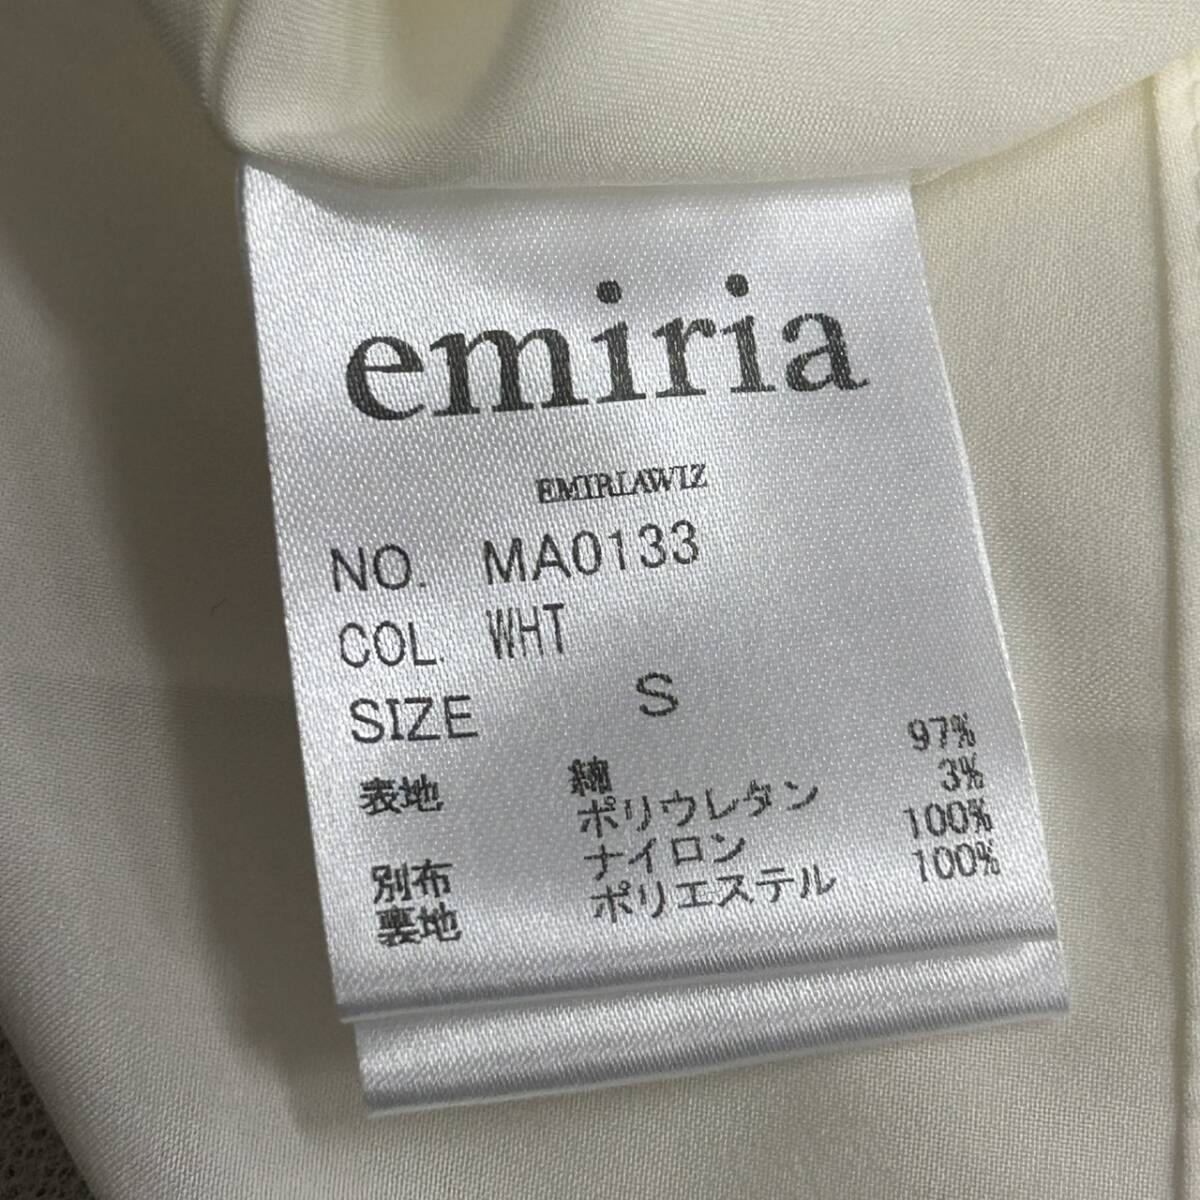 emiria
EMIRIAWIZ
NO. MA0133
COL. WHT
SIZE S
表地 綿 97%
ポリウレタン 3%
別布 ナイロン 100%
裏地 ポリエステル 100%